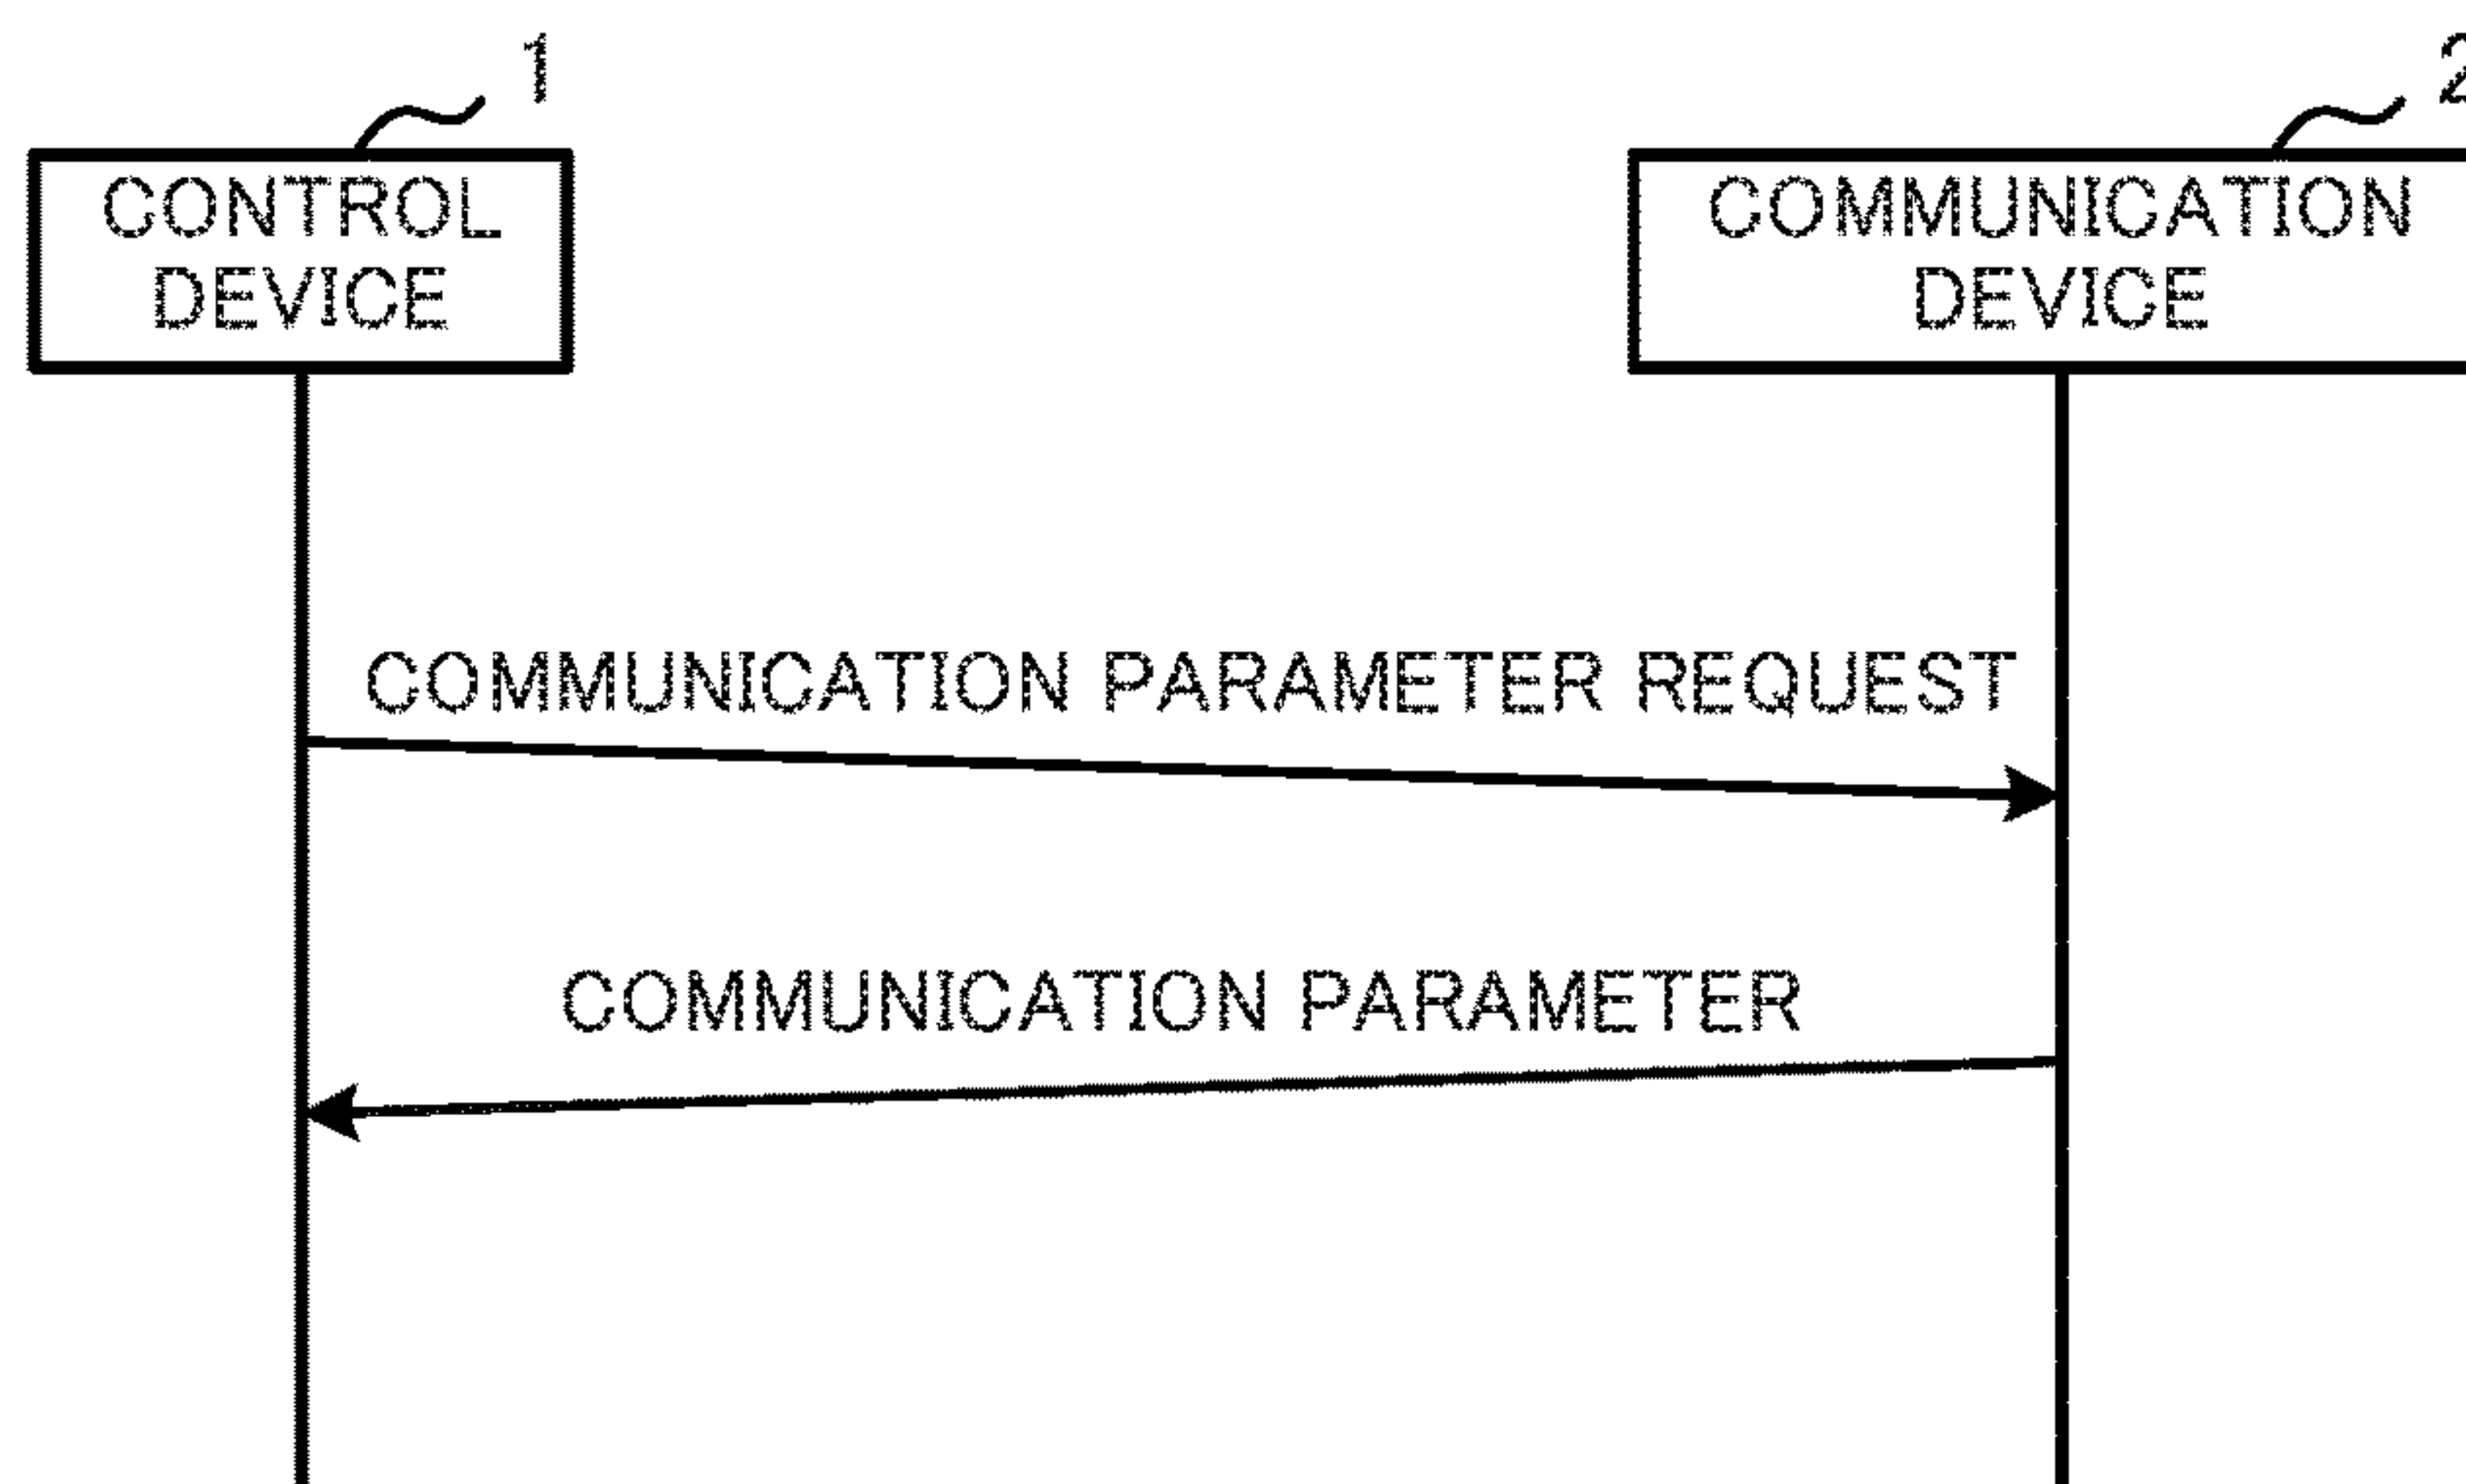 1
2
CONTROL
DEVICE
COMMUNICATION
DEVICE
COMMUNICATION PARAMETER REQUEST
COMMUNICATION PARAMETER